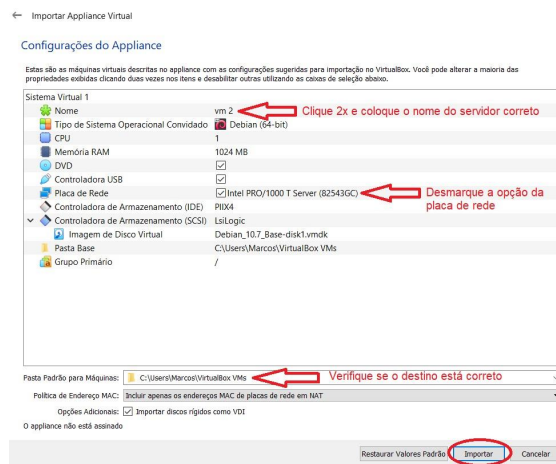 ← Importar Appliance Virtual
Configurações do Appliance
Estas são as máquinas virtuais descritas no appliance com as configurações sugeridas para importação no VirtualBox. Você pode alterar a maioria das
propriedades exibidas clicando duas vezes nos itens e desabilitar outras utilizando as caixas de seleção abaixo.
Sistema Virtual 1
Nome vm 2 Clique 2x e coloque o nome do servidor correto
Tipo de Sistema Operacional Convidado Debian (64-bit)
CPU 1
Memória RAM 1024 MB
DVD
Controladora USB
Placa de Rede Intel PRO/1000 T Server (82543GC) Desmarque a opção da
placa de rede
Controladora de Armazenamento (IDE) PIIX4
Controladora de Armazenamento (SCSI) LsiLogic
Imagem de Disco Virtual Debian_10.7_Base-disk1.vmdk
Pasta Base C:\Users\Marcos\VirtualBox VMs
Grupo Primário /
Pasta Padrão para Máquinas: C:\Users\Marcos\VirtualBox VMs Verifique se o destino está correto
Política de Endereço MAC: Incluir apenas os endereços MAC de placas de rede em NAT
Opções Adicionais: Importar discos rígidos como VDI
O appliance não está assinado
Restaurar Valores Padrão Importar Cancelar